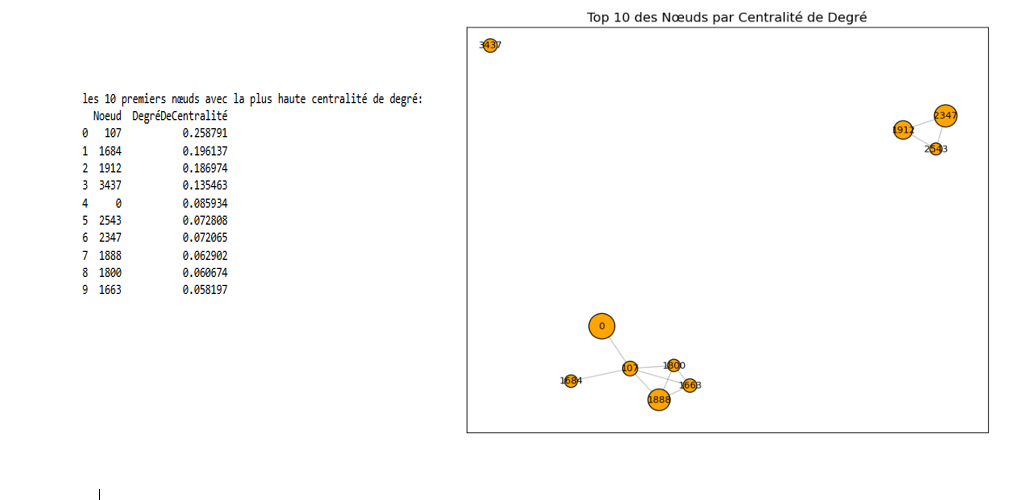 les 10 premiers nœuds avec la plus haute centralité de degré:
Noeud DegréDeCentralité
0 107 0.258791
1 1684 0.196137
2 1912 0.186974
3 3437 0.135463
4 0 0.085934
5 2543 0.072808
6 2347 0.072065
7 1888 0.062902
8 1800 0.060674
9 1663 0.058197
Top 10 des Nœuds par Centralité de Degré
3437
2347
1912
2543
0
107
1800
1684
1663
1888